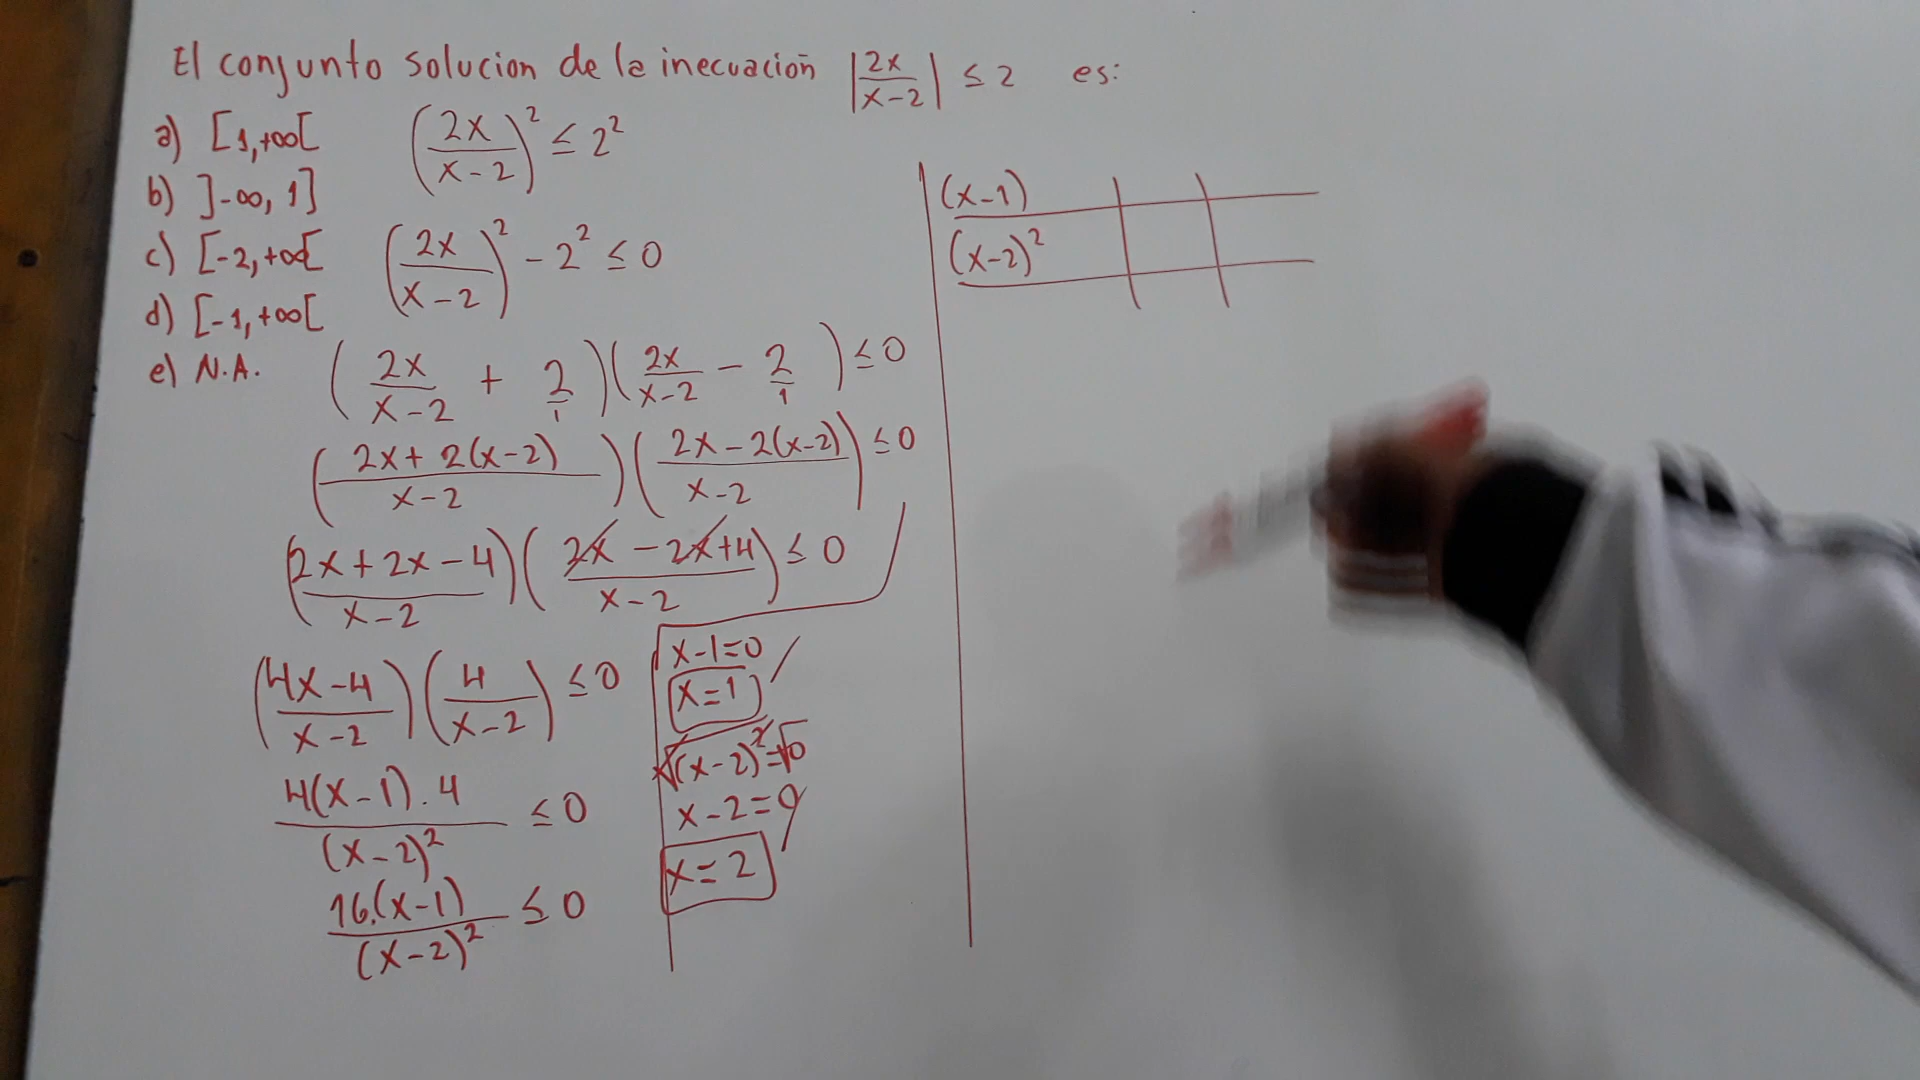 El conjunto solucion de la inecuación |2x/(x-2)| ≤ 2 es:
a) [1,+∞[
b) ]-∞, 1]
c) [-2,+∞[
d) [-1,+∞[
e) N.A.
(2x/(x-2))² ≤ 2²
(2x/(x-2))² - 2² ≤ 0
(2x/(x-2) + 2/1)(2x/(x-2) - 2/1) ≤ 0
((2x+2(x-2))/(x-2))((2x-2(x-2))/(x-2)) ≤ 0
((2x+2x-4)/(x-2))((2x-2x+4)/(x-2)) ≤ 0
((4x-4)/(x-2))(4/(x-2)) ≤ 0
4(x-1).4/(x-2)² ≤ 0
16.(x-1)/(x-2)² ≤ 0
x-1=0
x=1
√(x-2)²=√0
x-2=0
x=2
(x-1)
(x-2)²